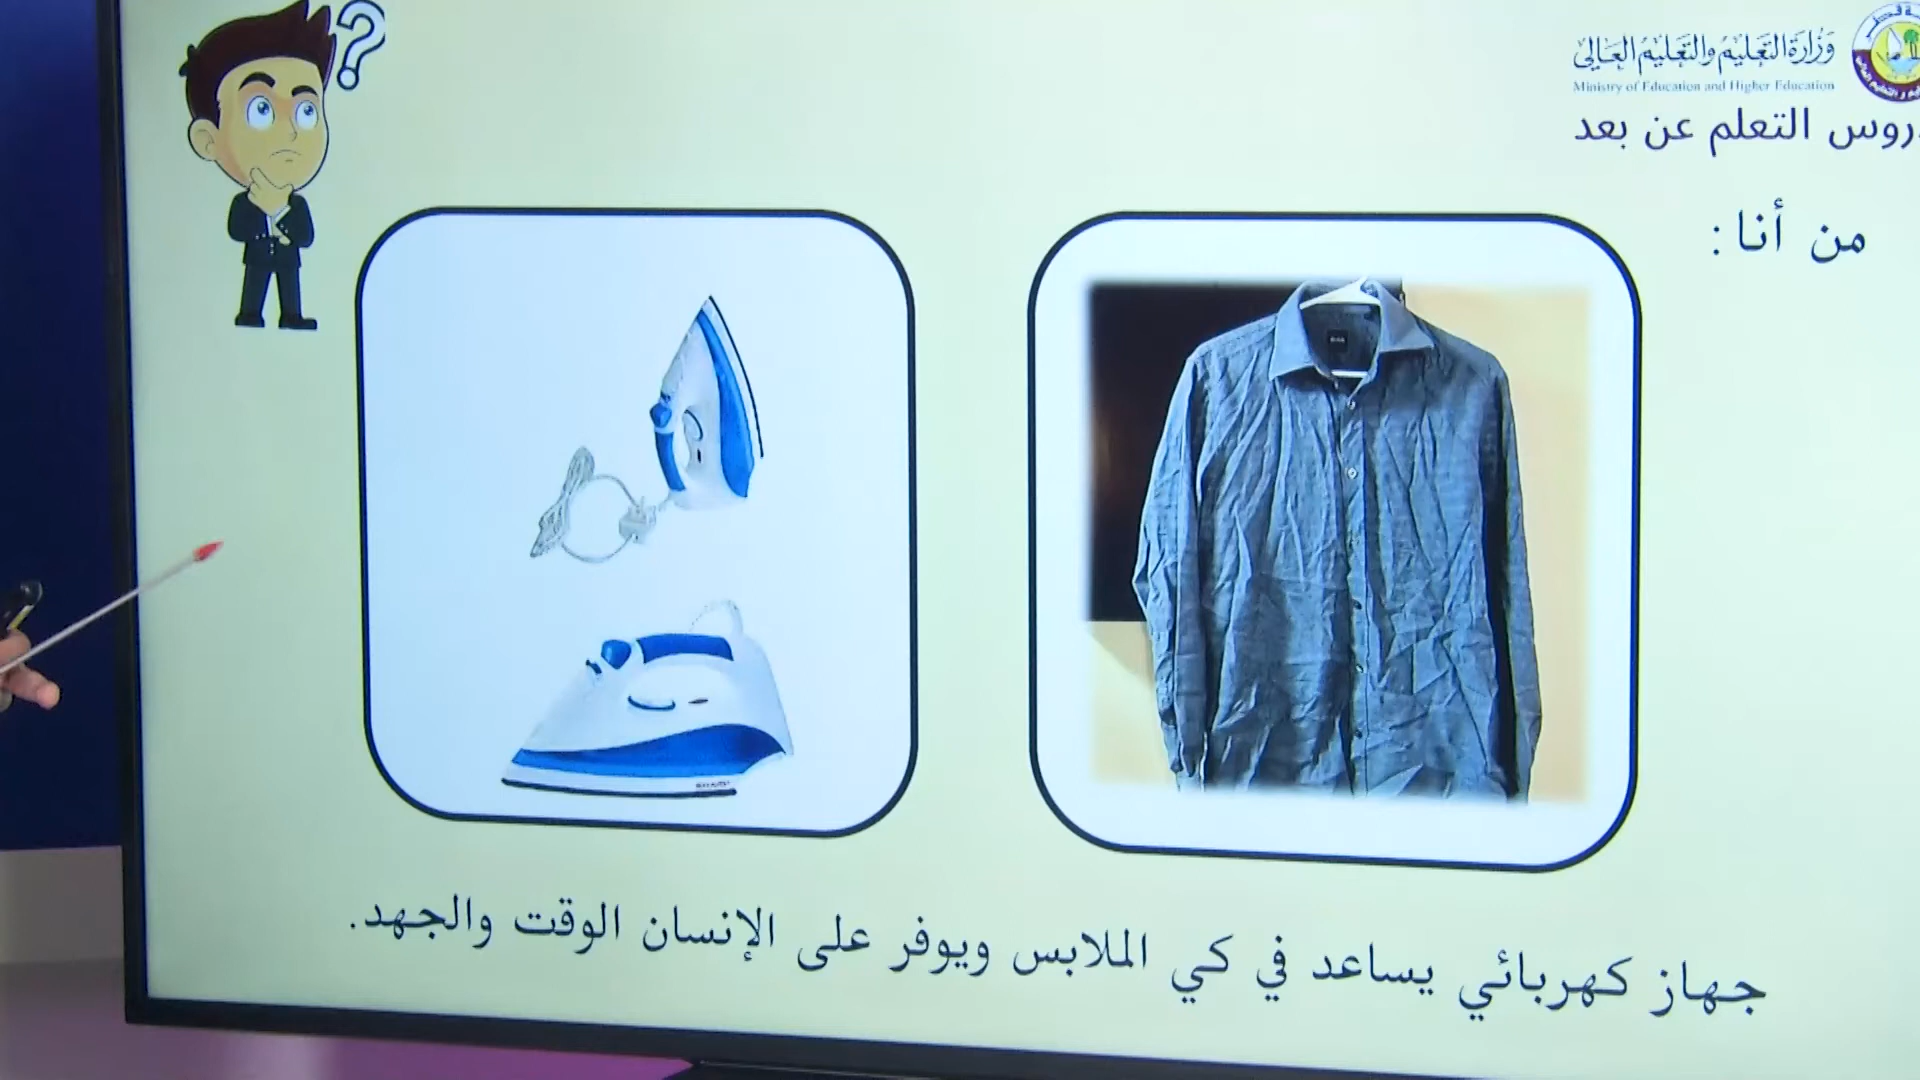 وزارة التعليم والتعليم العالي
Ministry of Education and Higher Education
دروس التعلم عن بعد
من أنا :
جهاز كهربائي يساعد في كي الملابس ويوفر على الإنسان الوقت والجهد.